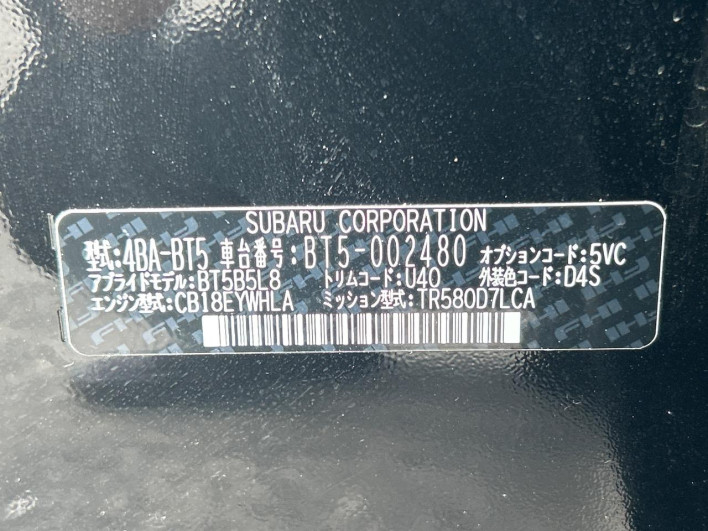 SUBARU CORPORATION
型式:4BA-BT5 車台番号:BT5-002480 オプションコード:5VC
アプライドモデル:BT5B5L8 トリムコード:U40 外装色コード:D4S
エンジン型式:CB18EYWHLA ミッション型式:TR580D7LCA